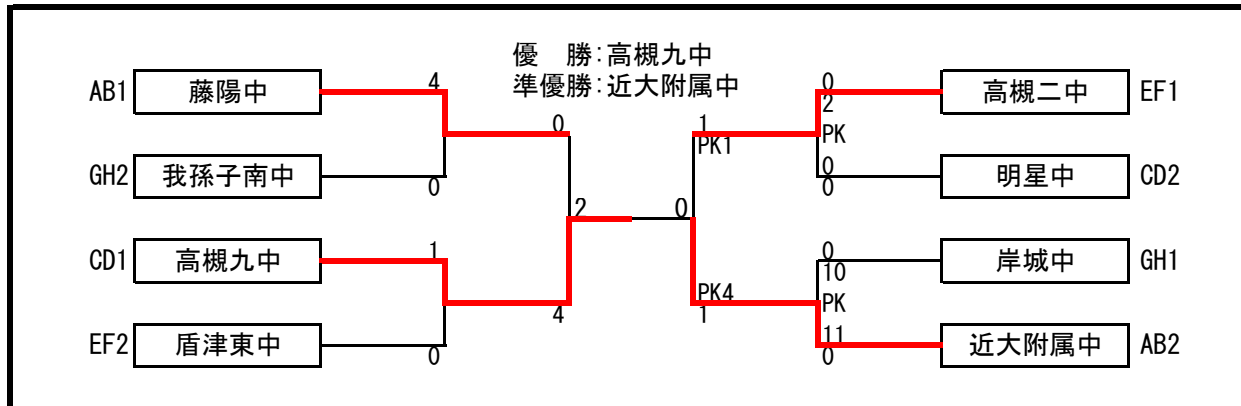 優　勝:高槻九中
準優勝:近大附属中
AB1 藤陽中 4
GH2 我孫子南中 0
CD1 高槻九中 1
EF2 盾津東中 0
0
4
2
0
1
PK1
PK4
1
0
2
PK
0
0
高槻二中 EF1
明星中 CD2
0
10
PK
11
0
岸城中 GH1
近大附属中 AB2